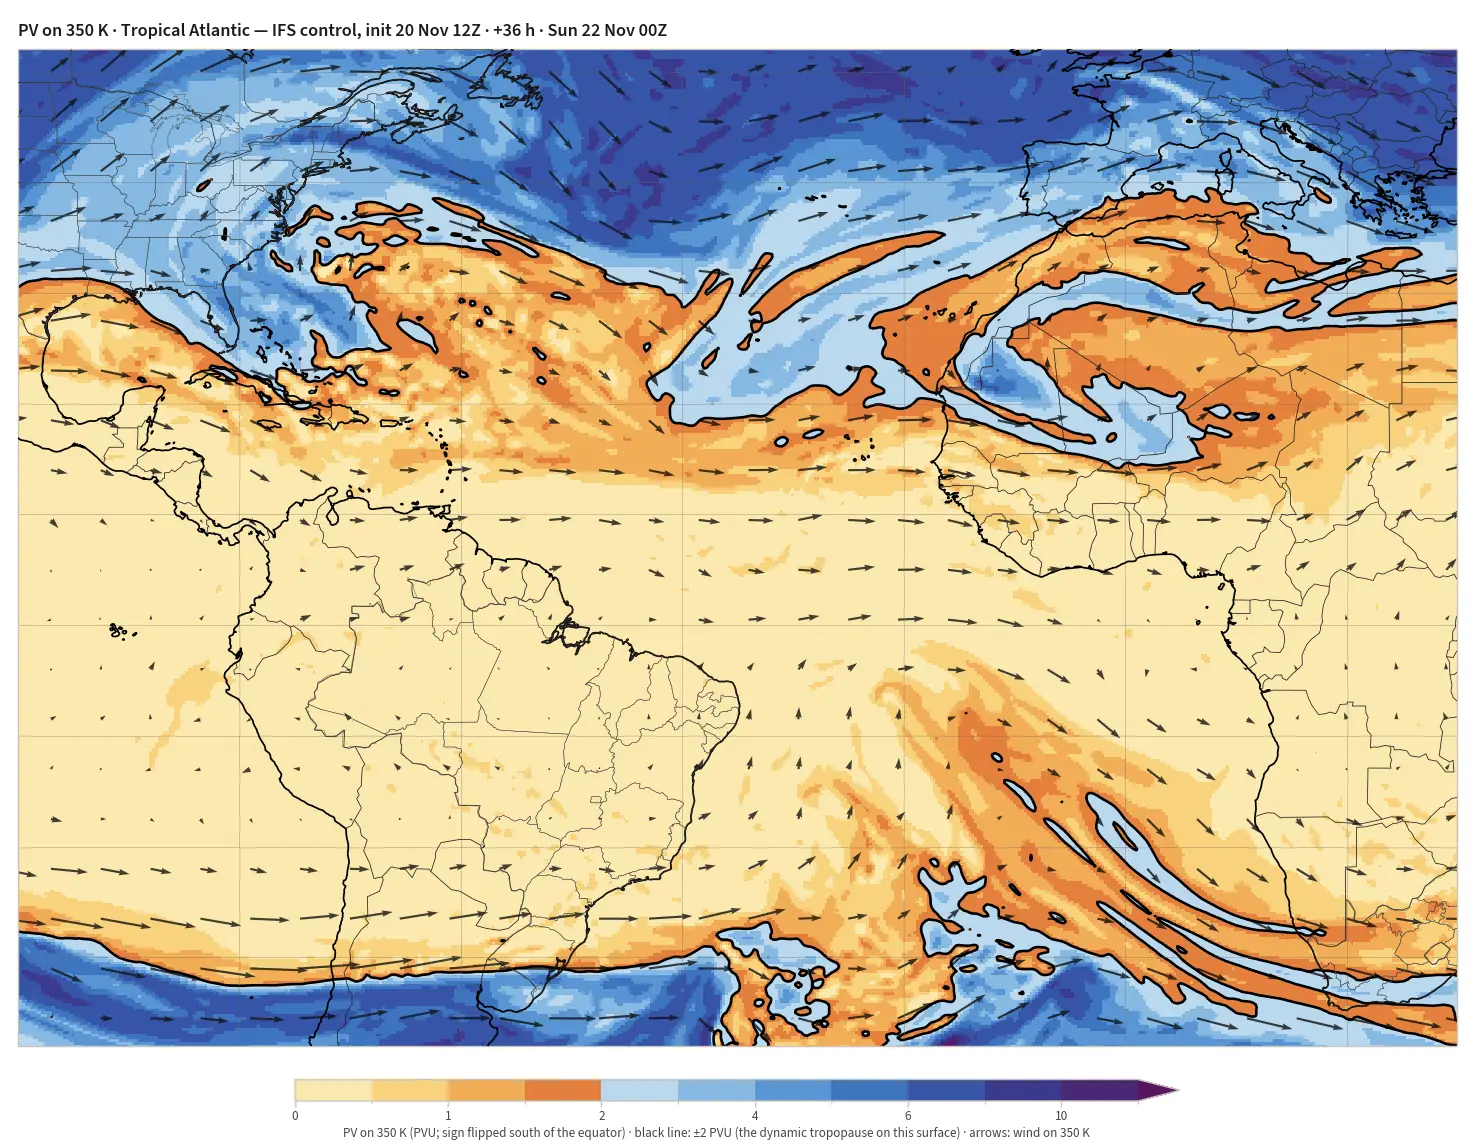 PV on 350 K · Tropical Atlantic — IFS control, init 20 Nov 12Z · +36 h · Sun 22 Nov 00Z
0 1 2 4 6 8 10
PV on 350 K (PVU; sign flipped south of the equator) · black line: ±2 PVU (the dynamic tropopause on this surface) · arrows: wind on 350 K